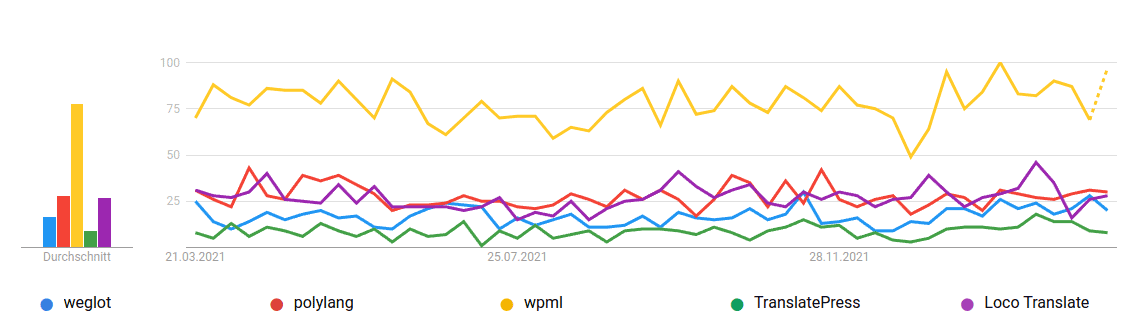 100
75
50
25
Durchschnitt
21.03.2021
25.07.2021
28.11.2021
weglot
polylang
wpml
TranslatePress
Loco Translate